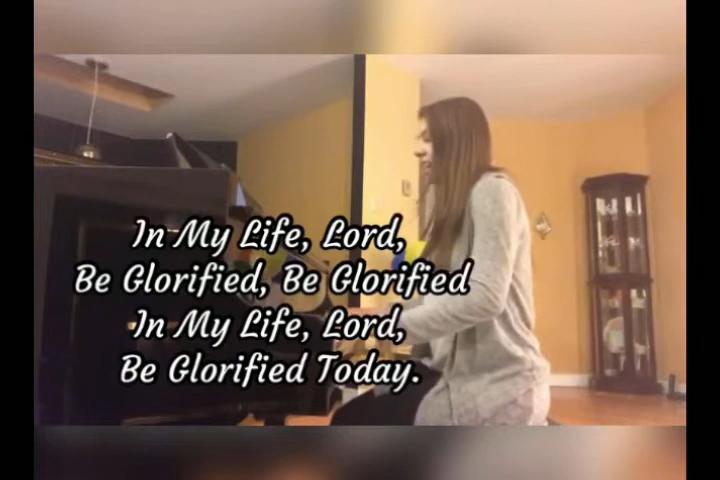 In My Life, Lord,
Be Glorified, Be Glorified
In My Life, Lord,
Be Glorified Today.